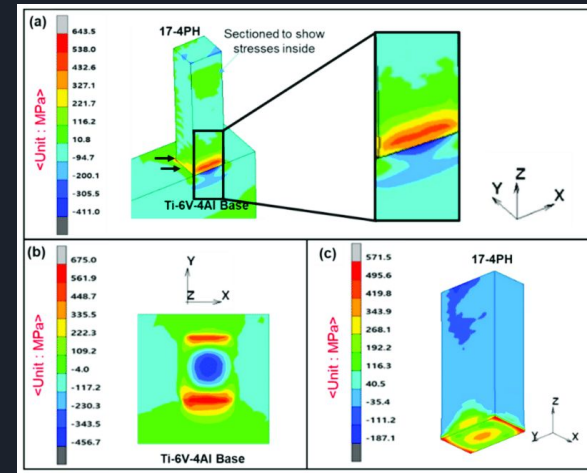 (a)
643.5
538.0
432.6
327.1
221.7
116.2
10.8
-94.7
-200.1
-305.5
-411.0
<Unit : MPa>
17-4PH
Sectioned to show
stresses inside
Ti-6V-4Al Base
Z
Y
X
(b)
675.0
561.9
448.7
335.5
222.3
109.2
-4.0
-117.2
-230.3
-343.5
-456.7
<Unit : MPa>
Y
Z
X
Ti-6V-4Al Base
(c)
571.5
495.6
419.8
343.9
268.1
192.2
116.3
40.5
-35.4
-111.2
-187.1
<Unit : MPa>
17-4PH
Z
Y
X